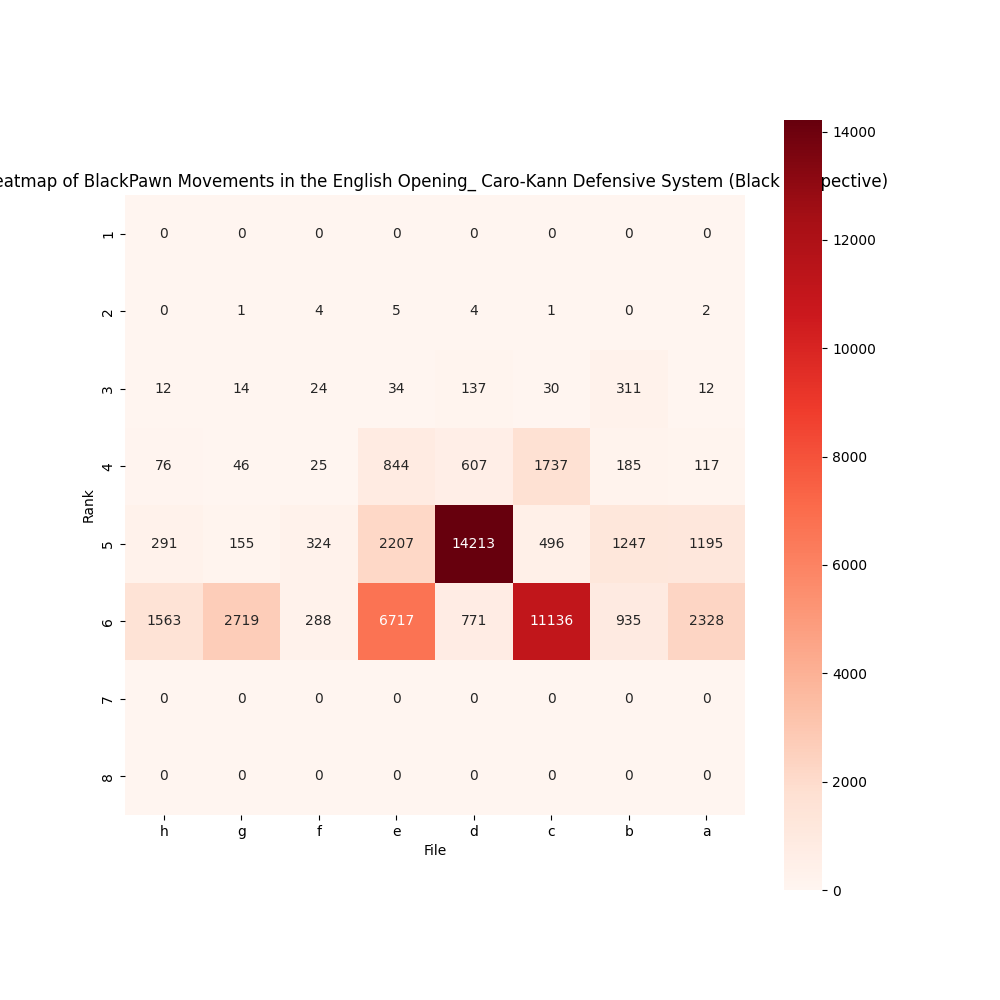 eatmap of BlackPawn Movements in the English Opening_ Caro-Kann Defensive System (Black pective)
14000
12000
10000
8000
6000
4000
2000
0
Rank
1 0 0 0 0 0 0 0 0
2 0 1 4 5 4 1 0 2
3 12 14 24 34 137 30 311 12
4 76 46 25 844 607 1737 185 117
5 291 155 324 2207 14213 496 1247 1195
6 1563 2719 288 6717 771 11136 935 2328
7 0 0 0 0 0 0 0 0
8 0 0 0 0 0 0 0 0
h g f e d c b a
File